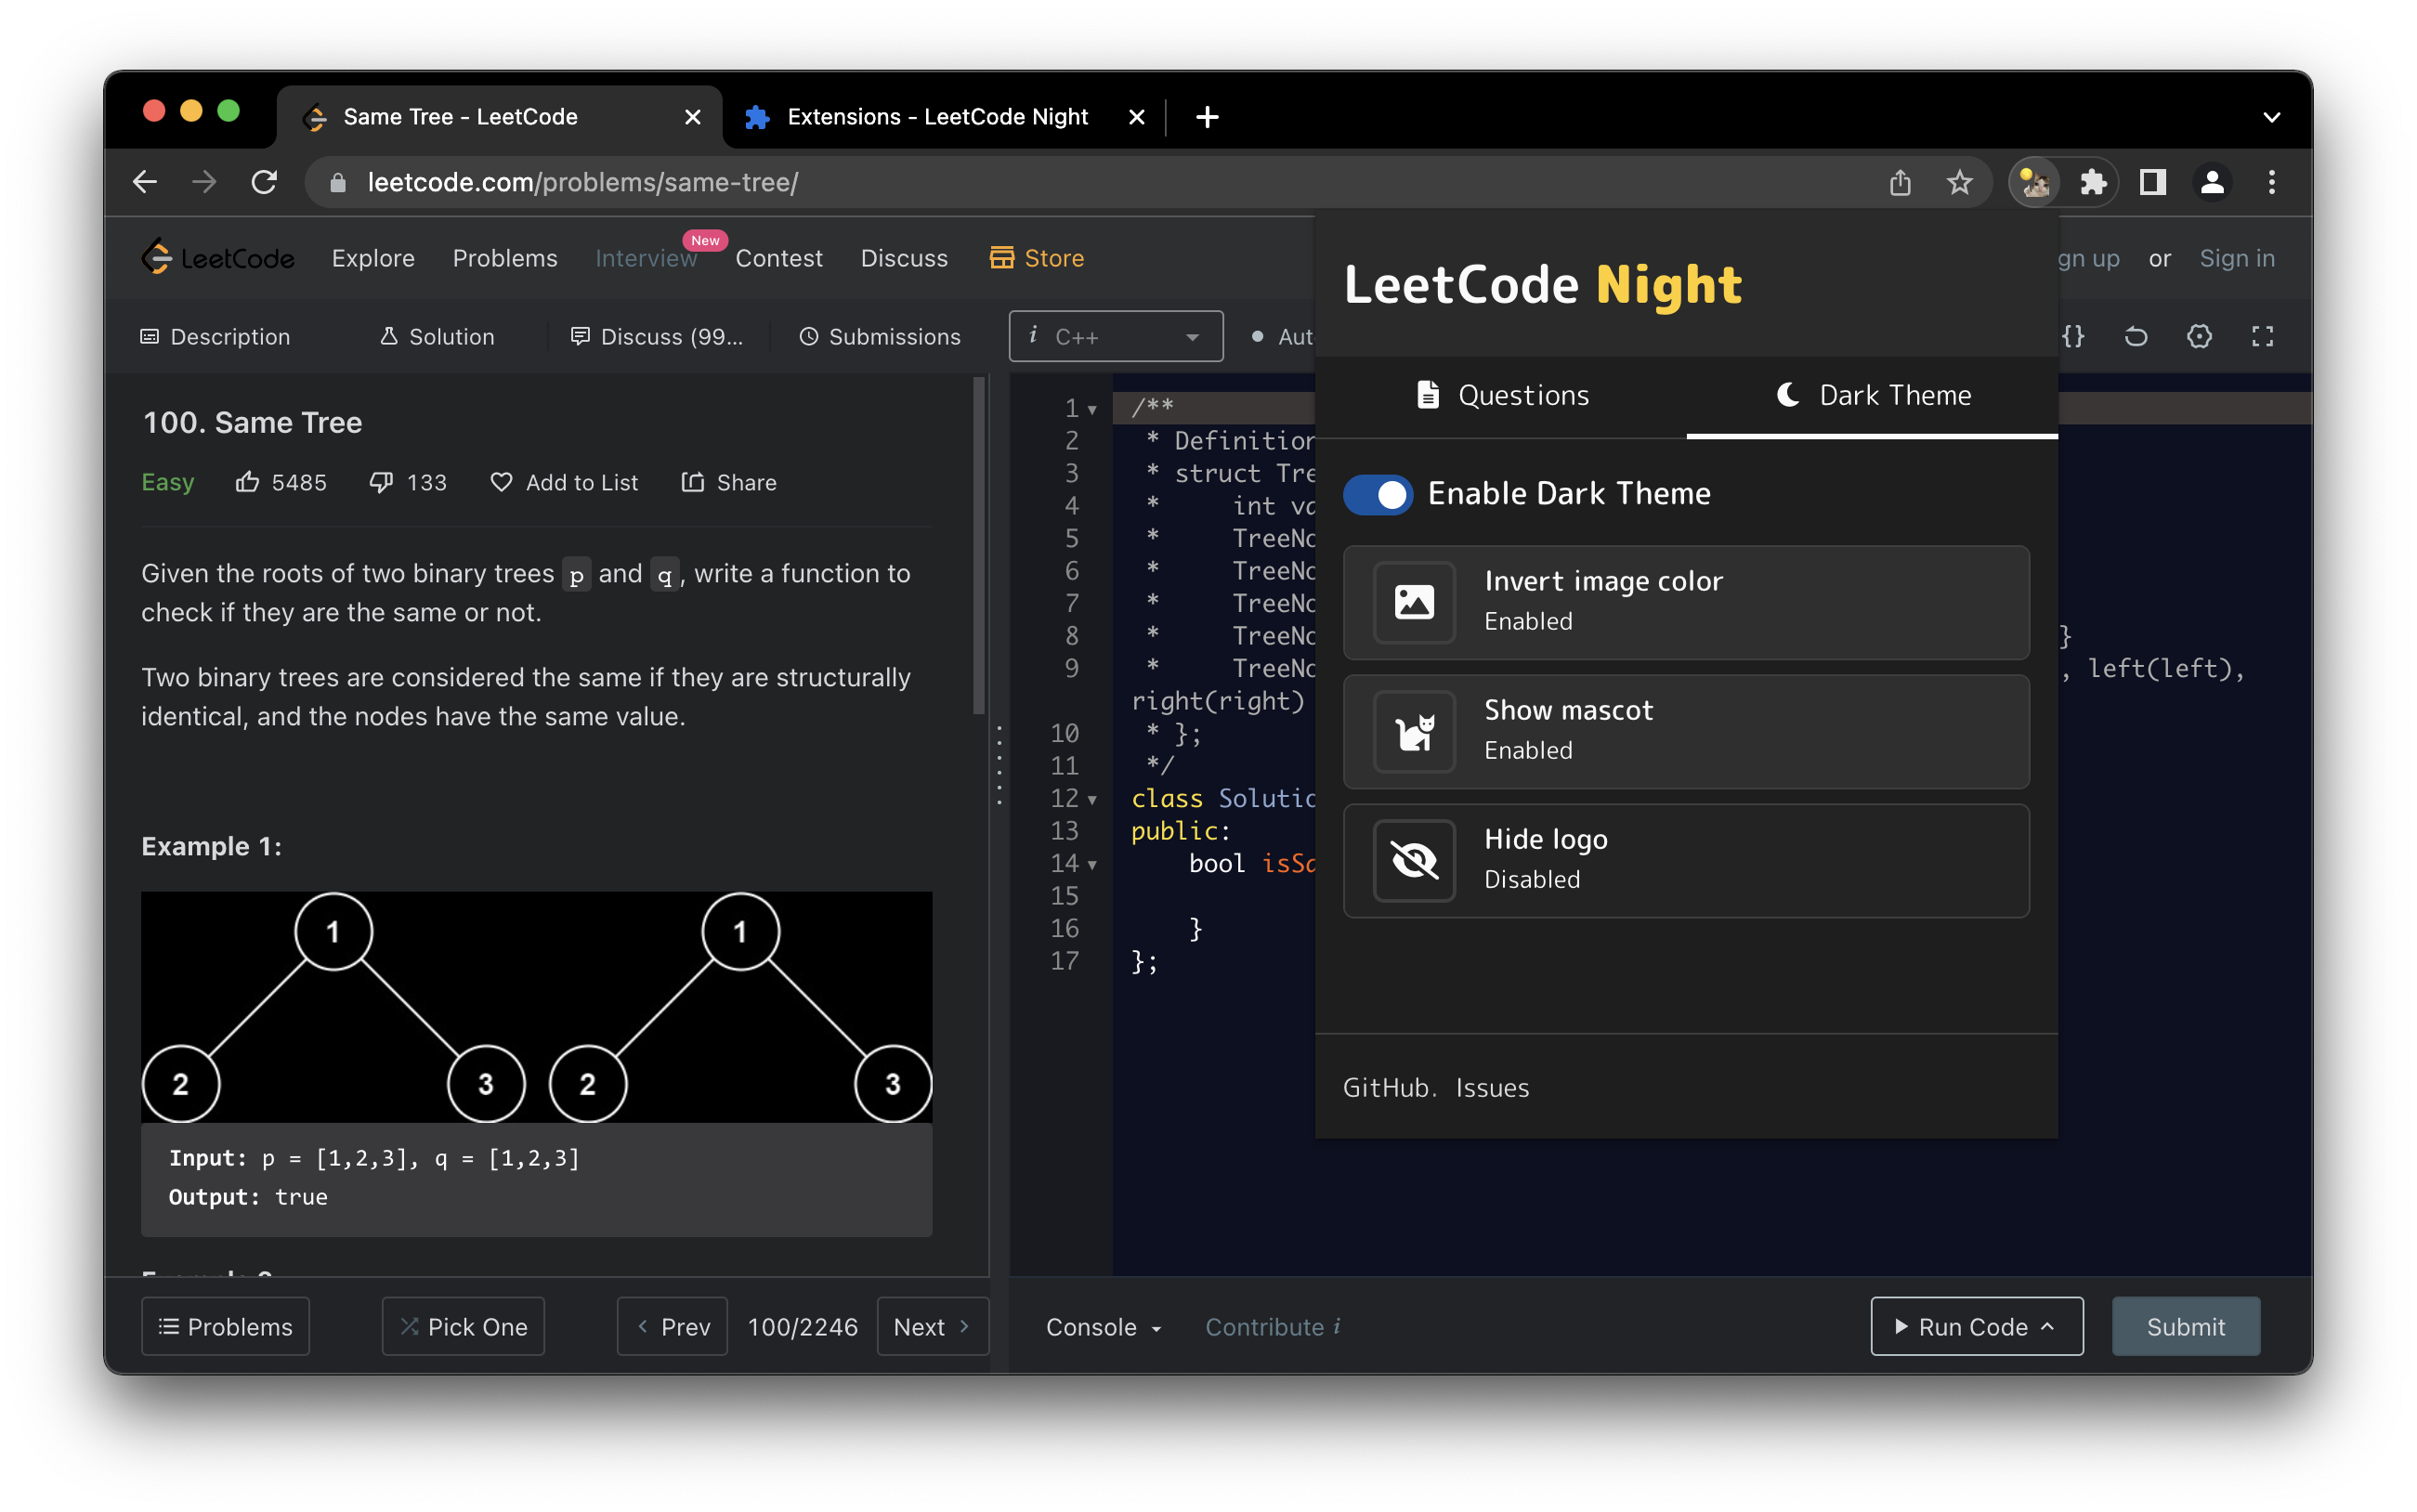 Same Tree - LeetCode
Extensions - LeetCode Night
leetcode.com/problems/same-tree/
LeetCode Explore Problems Interview New Contest Discuss Store
gn up or Sign in
Description Solution Discuss (99... Submissions
i C++ Aut {}
100. Same Tree
Easy 5485 133 Add to List Share
Given the roots of two binary trees p and q, write a function to
check if they are the same or not.
Two binary trees are considered the same if they are structurally
identical, and the nodes have the same value.
Example 1:
1 1
2 3 2 3
Input: p = [1,2,3], q = [1,2,3]
Output: true
Problems Pick One Prev 100/2246 Next
1 /**
2 * Definition
3 * struct Tre
4 * int va
5 * TreeNo
6 * TreeNo
7 * TreeNo
8 * TreeNo }
9 * TreeNo , left(left),
right(right)
10 * };
11 */
12 class Solutio
13 public:
14 bool isSa
15
16 }
17 };
LeetCode Night
Questions Dark Theme
Enable Dark Theme
Invert image color
Enabled
Show mascot
Enabled
Hide logo
Disabled
GitHub. Issues
Console Contribute i
Run Code Submit